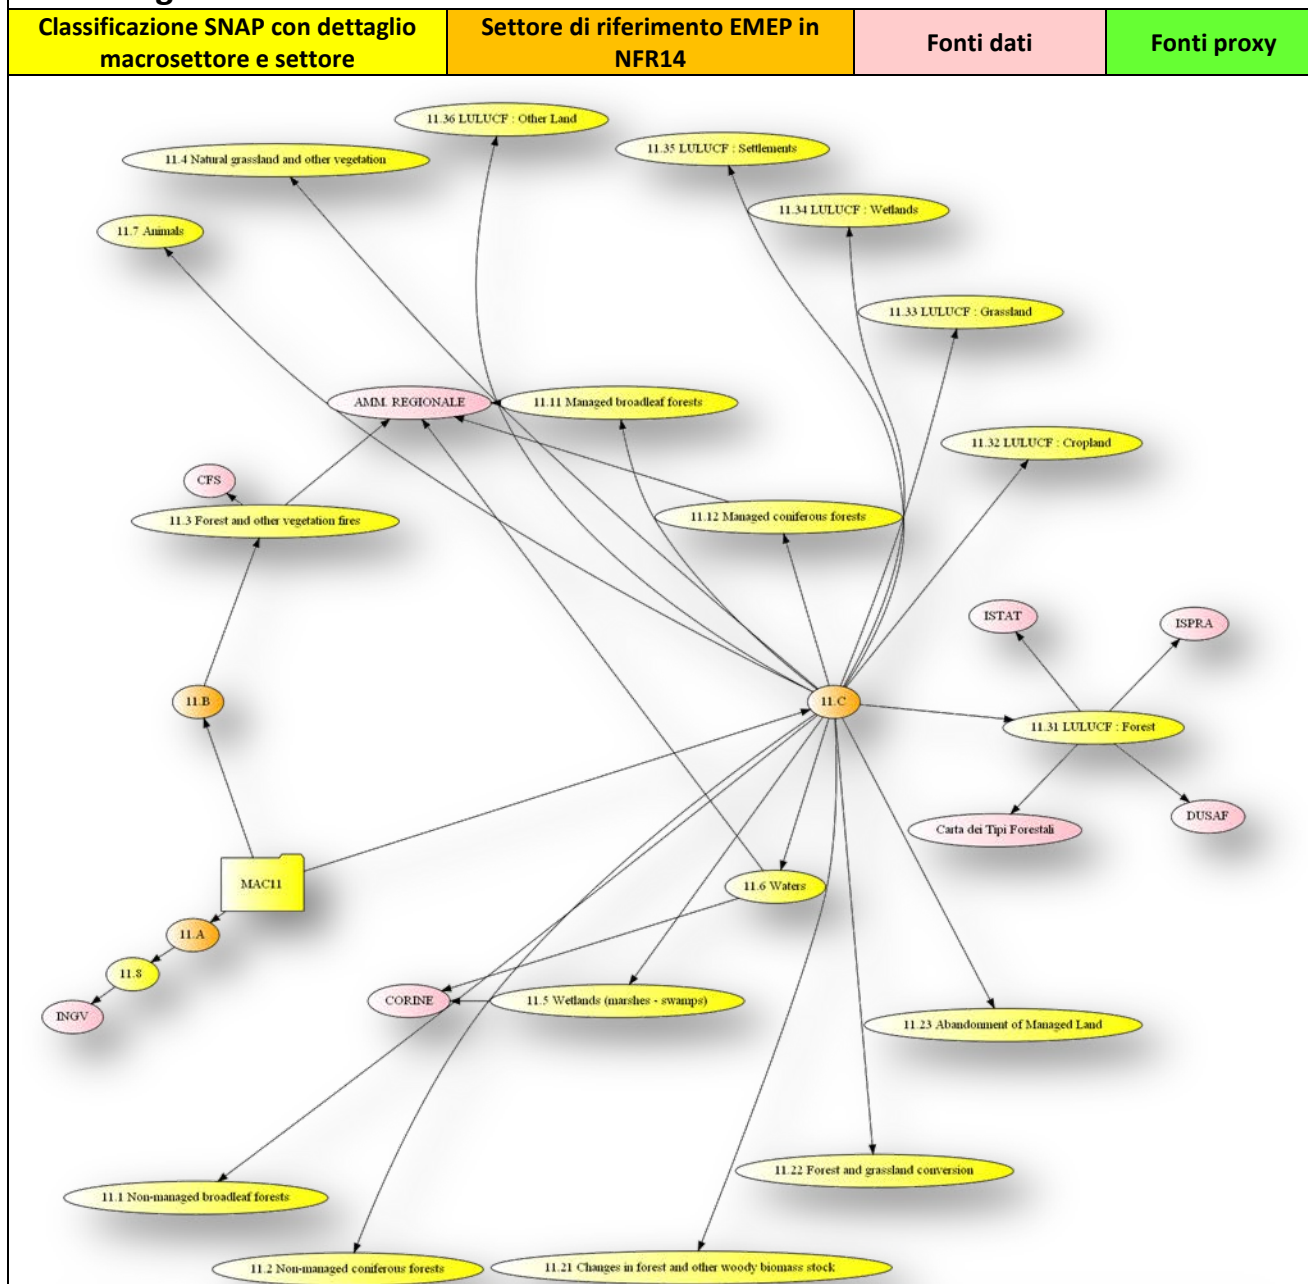 Classificazione SNAP con dettaglio
macrosettore e settore
Settore di riferimento EMEP in
NFR14
Fonti dati
Fonti proxy
11.36 LULUCF : Other Land
11.35 LULUCF : Settlements
11.4 Natural grassland and other vegetation
11.34 LULUCF : Wetlands
11.7 Animals
11.33 LULUCF : Grassland
AMM. REGIONALE
11.11 Managed broadleaf forests
11.32 LULUCF : Cropland
CFS
11.3 Forest and other vegetation fires
11.12 Managed coniferous forests
ISTAT
ISPRA
11.B
11.C
11.31 LULUCF : Forest
Carta dei Tipi Forestali
DUSAF
MAC11
11.6 Waters
11.A
11.8
CORINE
11.5 Wetlands (marshes - swamps)
INGV
11.23 Abandonment of Managed Land
11.22 Forest and grassland conversion
11.1 Non-managed broadleaf forests
11.2 Non-managed coniferous forests
11.21 Changes in forest and other woody biomass stock